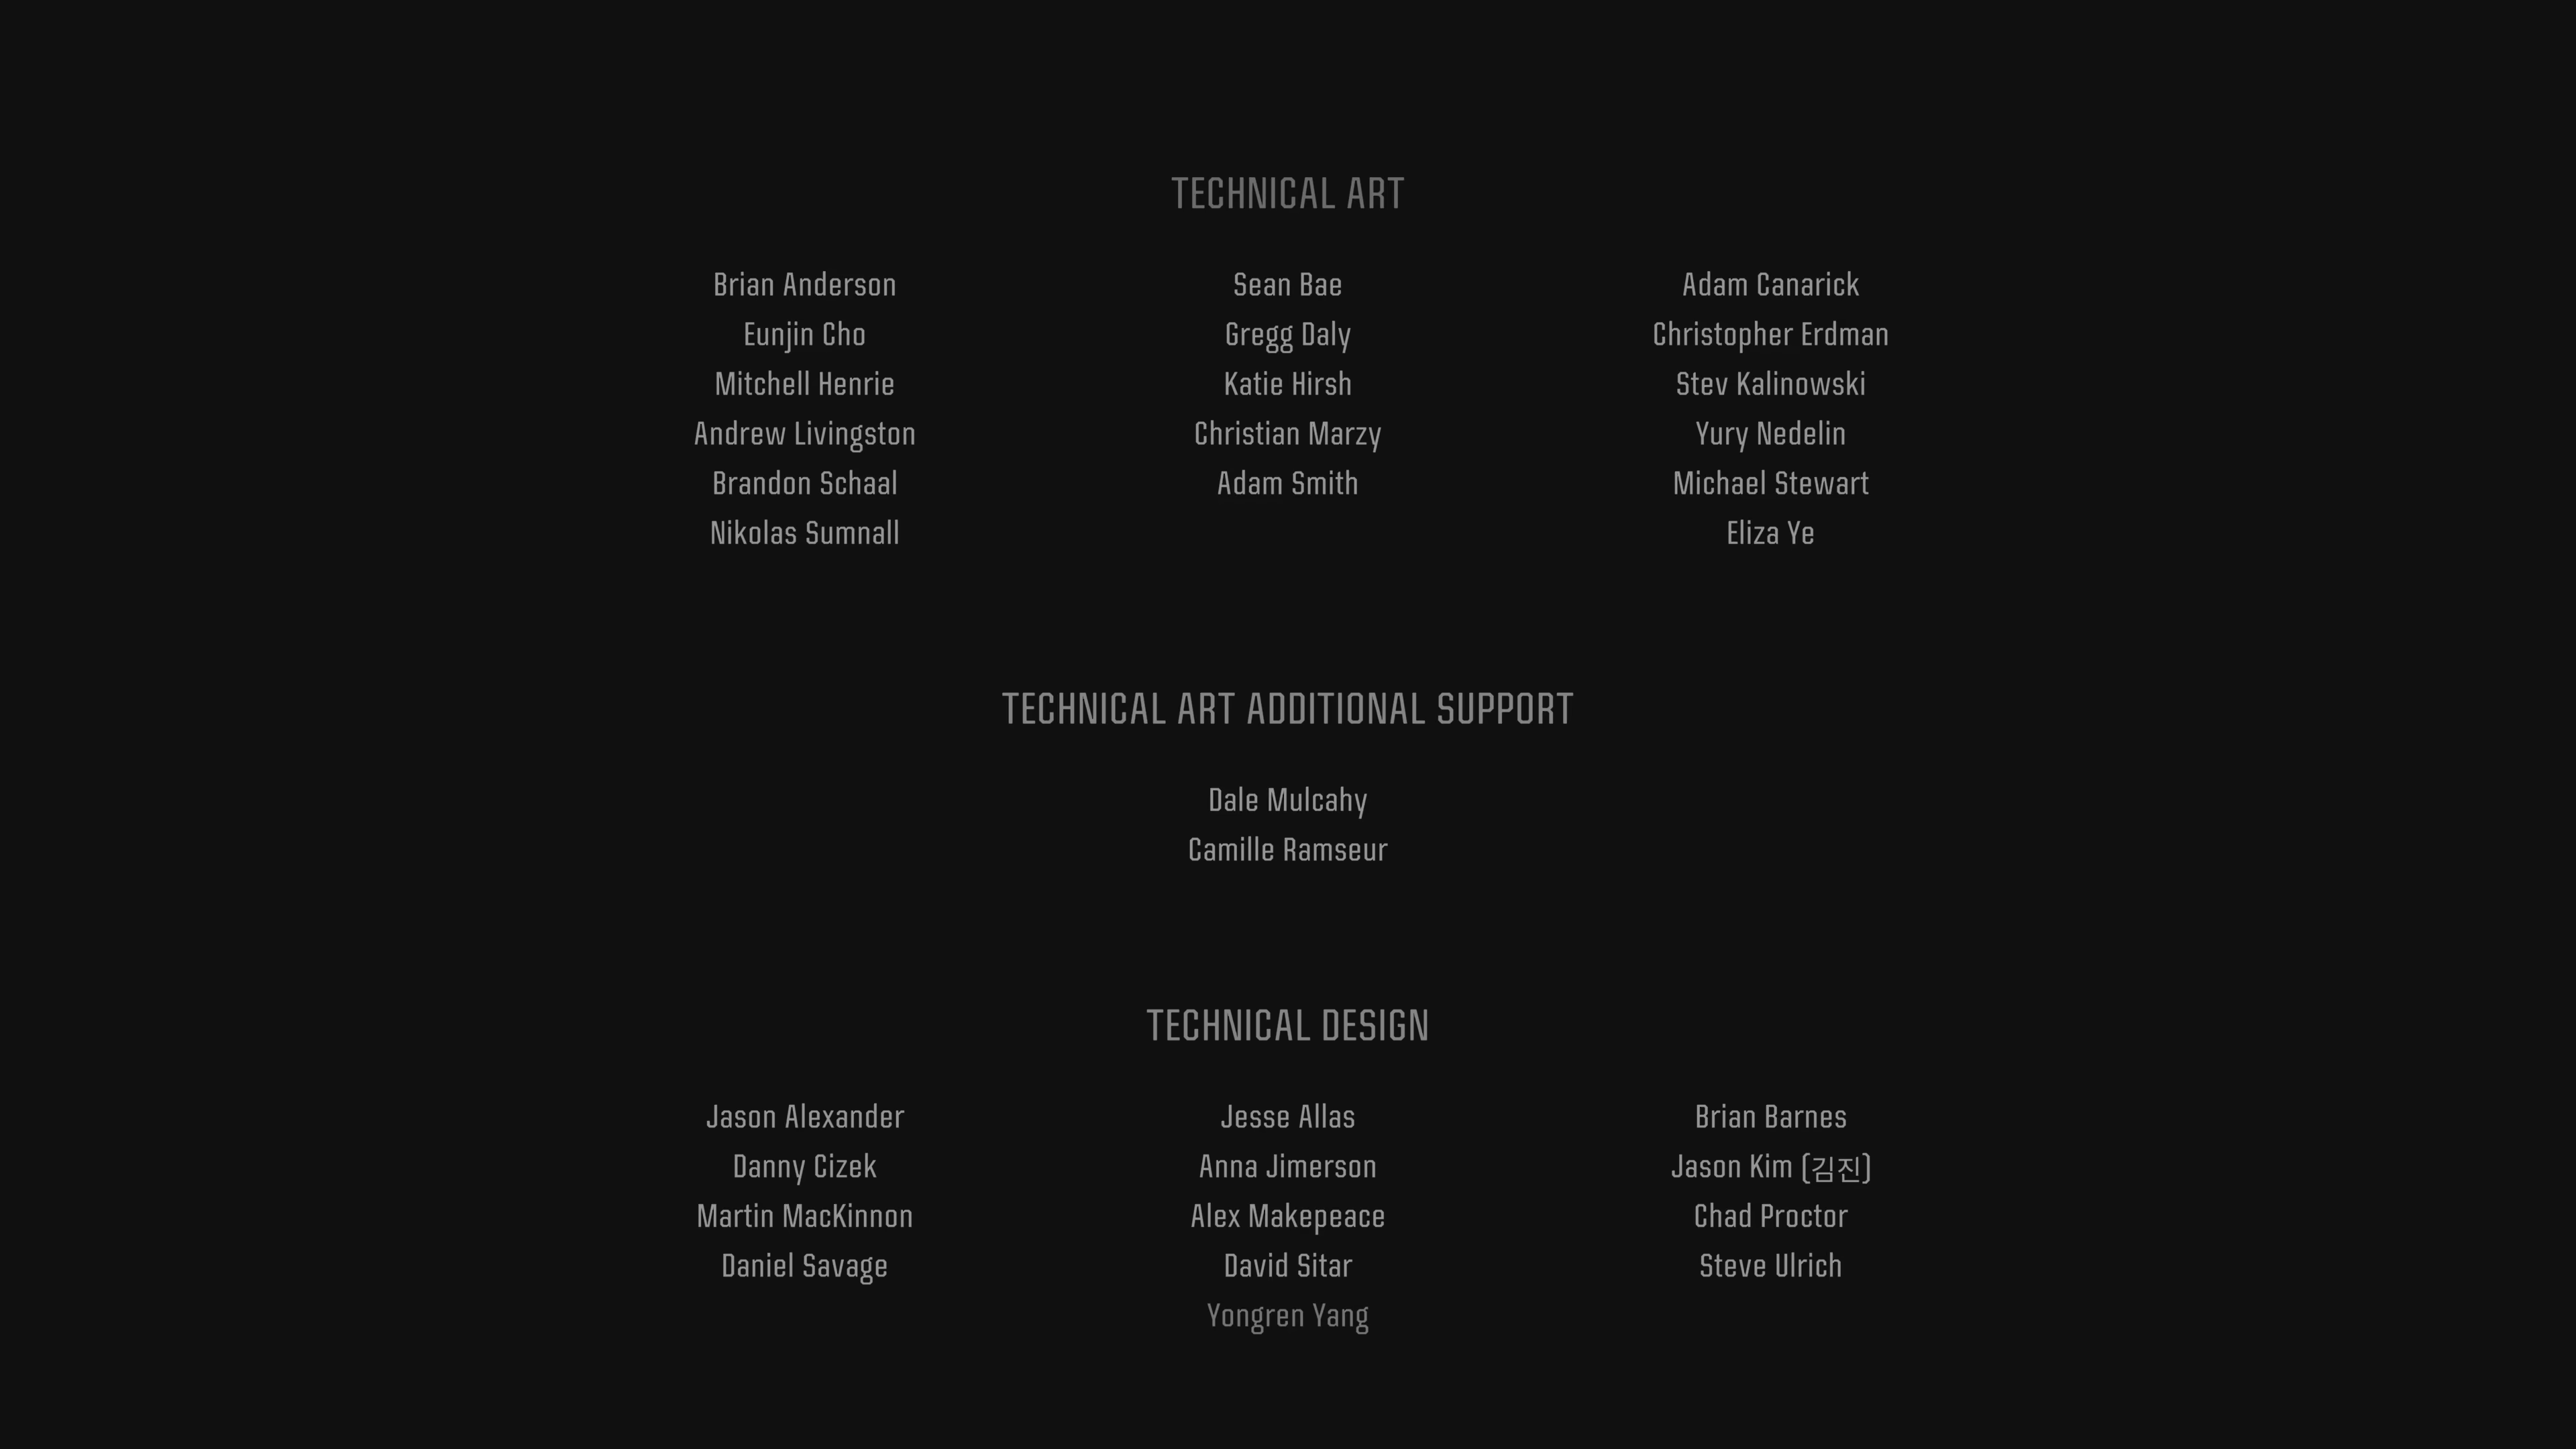 TECHNICAL ART
Brian Anderson Sean Bae Adam Canarick
Eunjin Cho Gregg Daly Christopher Erdman
Mitchell Henrie Katie Hirsh Stev Kalinowski
Andrew Livingston Christian Marzy Yury Nedelin
Brandon Schaal Adam Smith Michael Stewart
Nikolas Sumnall Eliza Ye
TECHNICAL ART ADDITIONAL SUPPORT
Dale Mulcahy
Camille Ramseur
TECHNICAL DESIGN
Jason Alexander Jesse Allas Brian Barnes
Danny Cizek Anna Jimerson Jason Kim (김진)
Martin MacKinnon Alex Makepeace Chad Proctor
Daniel Savage David Sitar Steve Ulrich
Yongren Yang